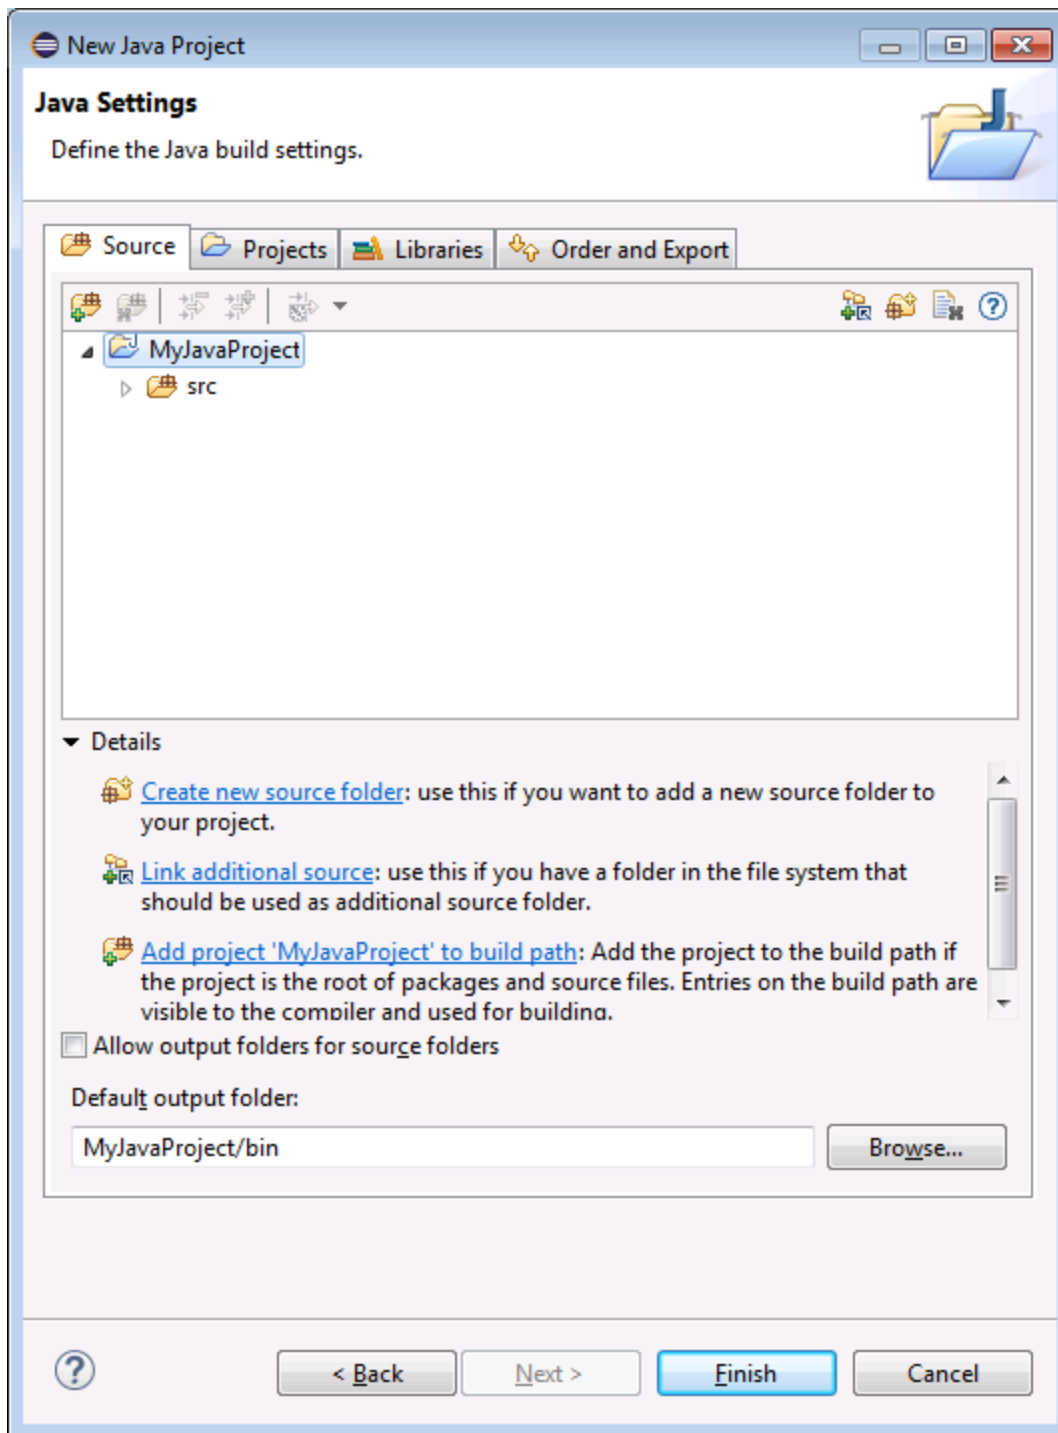 New Java Project
Java Settings
Define the Java build settings.
Source Projects Libraries Order and Export
MyJavaProject
src
Details
Create new source folder: use this if you want to add a new source folder to
your project.
Link additional source: use this if you have a folder in the file system that
should be used as additional source folder.
Add project 'MyJavaProject' to build path: Add the project to the build path if
the project is the root of packages and source files. Entries on the build path are
visible to the compiler and used for building.
Allow output folders for source folders
Default output folder:
MyJavaProject/bin Browse...
< Back Next > Finish Cancel